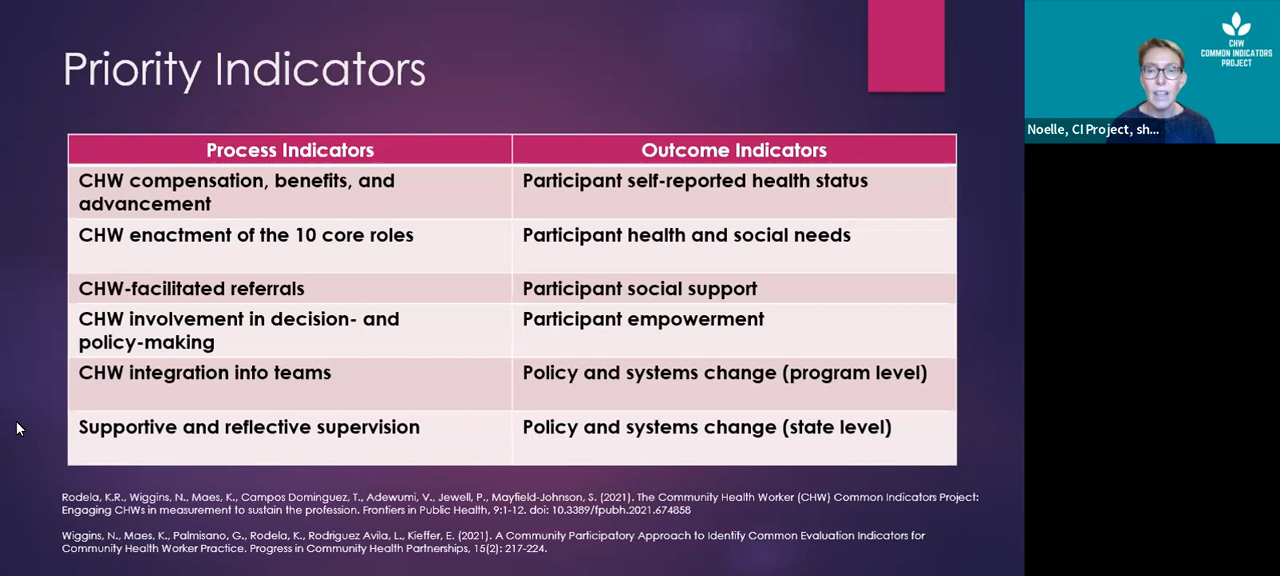 Priority Indicators
Process Indicators
Outcome Indicators
CHW compensation, benefits, and
advancement
Participant self-reported health status
CHW enactment of the 10 core roles
Participant health and social needs
CHW-facilitated referrals
Participant social support
CHW involvement in decision- and
policy-making
Participant empowerment
CHW integration into teams
Policy and systems change (program level)
Supportive and reflective supervision
Policy and systems change (state level)
Rodela, K.R., Wiggins, N., Maes, K., Campos Dominguez, T., Adewumi, V., Jewell, P., Mayfield-Johnson, S. (2021). The Community Health Worker (CHW) Common Indicators Project:
Engaging CHWs in measurement to sustain the profession. Frontiers in Public Health, 9:1-12. doi: 10.3389/fpubh.2021.674858
Wiggins, N., Maes, K., Palmisano, G., Rodela, K., Rodriguez Avila, L., Kieffer, E. (2021). A Community Participatory Approach to Identify Common Evaluation Indicators for
Community Health Worker Practice. Progress in Community Health Partnerships, 15(2): 217-224.
CHW
COMMON INDICATORS
PROJECT
Noelle, CI Project, sh...